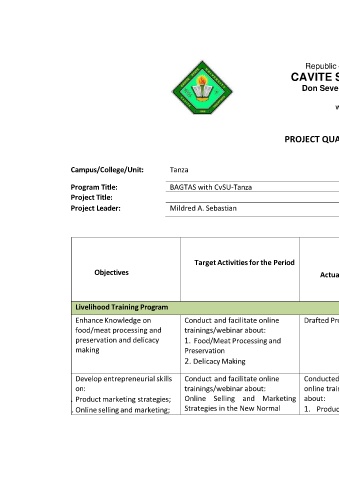 Republic
CAVITE S
Don Seve
w
PROJECT QUA
Campus/College/Unit: Tanza
Program Title: BAGTAS with CvSU-Tanza
Project Title:
Project Leader: Mildred A. Sebastian
Objectives
Target Activities for the Period
Actua
Livelihood Training Program
Enhance Knowledge on
food/meat processing and
preservation and delicacy
making
Conduct and facilitate online
trainings/webinar about:
1. Food/Meat Processing and
Preservation
2. Delicacy Making
Drafted Pr
Develop entrepreneurial skills
on:
Product marketing strategies;
Online selling and marketing;
Conduct and facilitate online
trainings/webinar about:
Online Selling and Marketing
Strategies in the New Normal
Conducted
online trai
about:
1. Produc